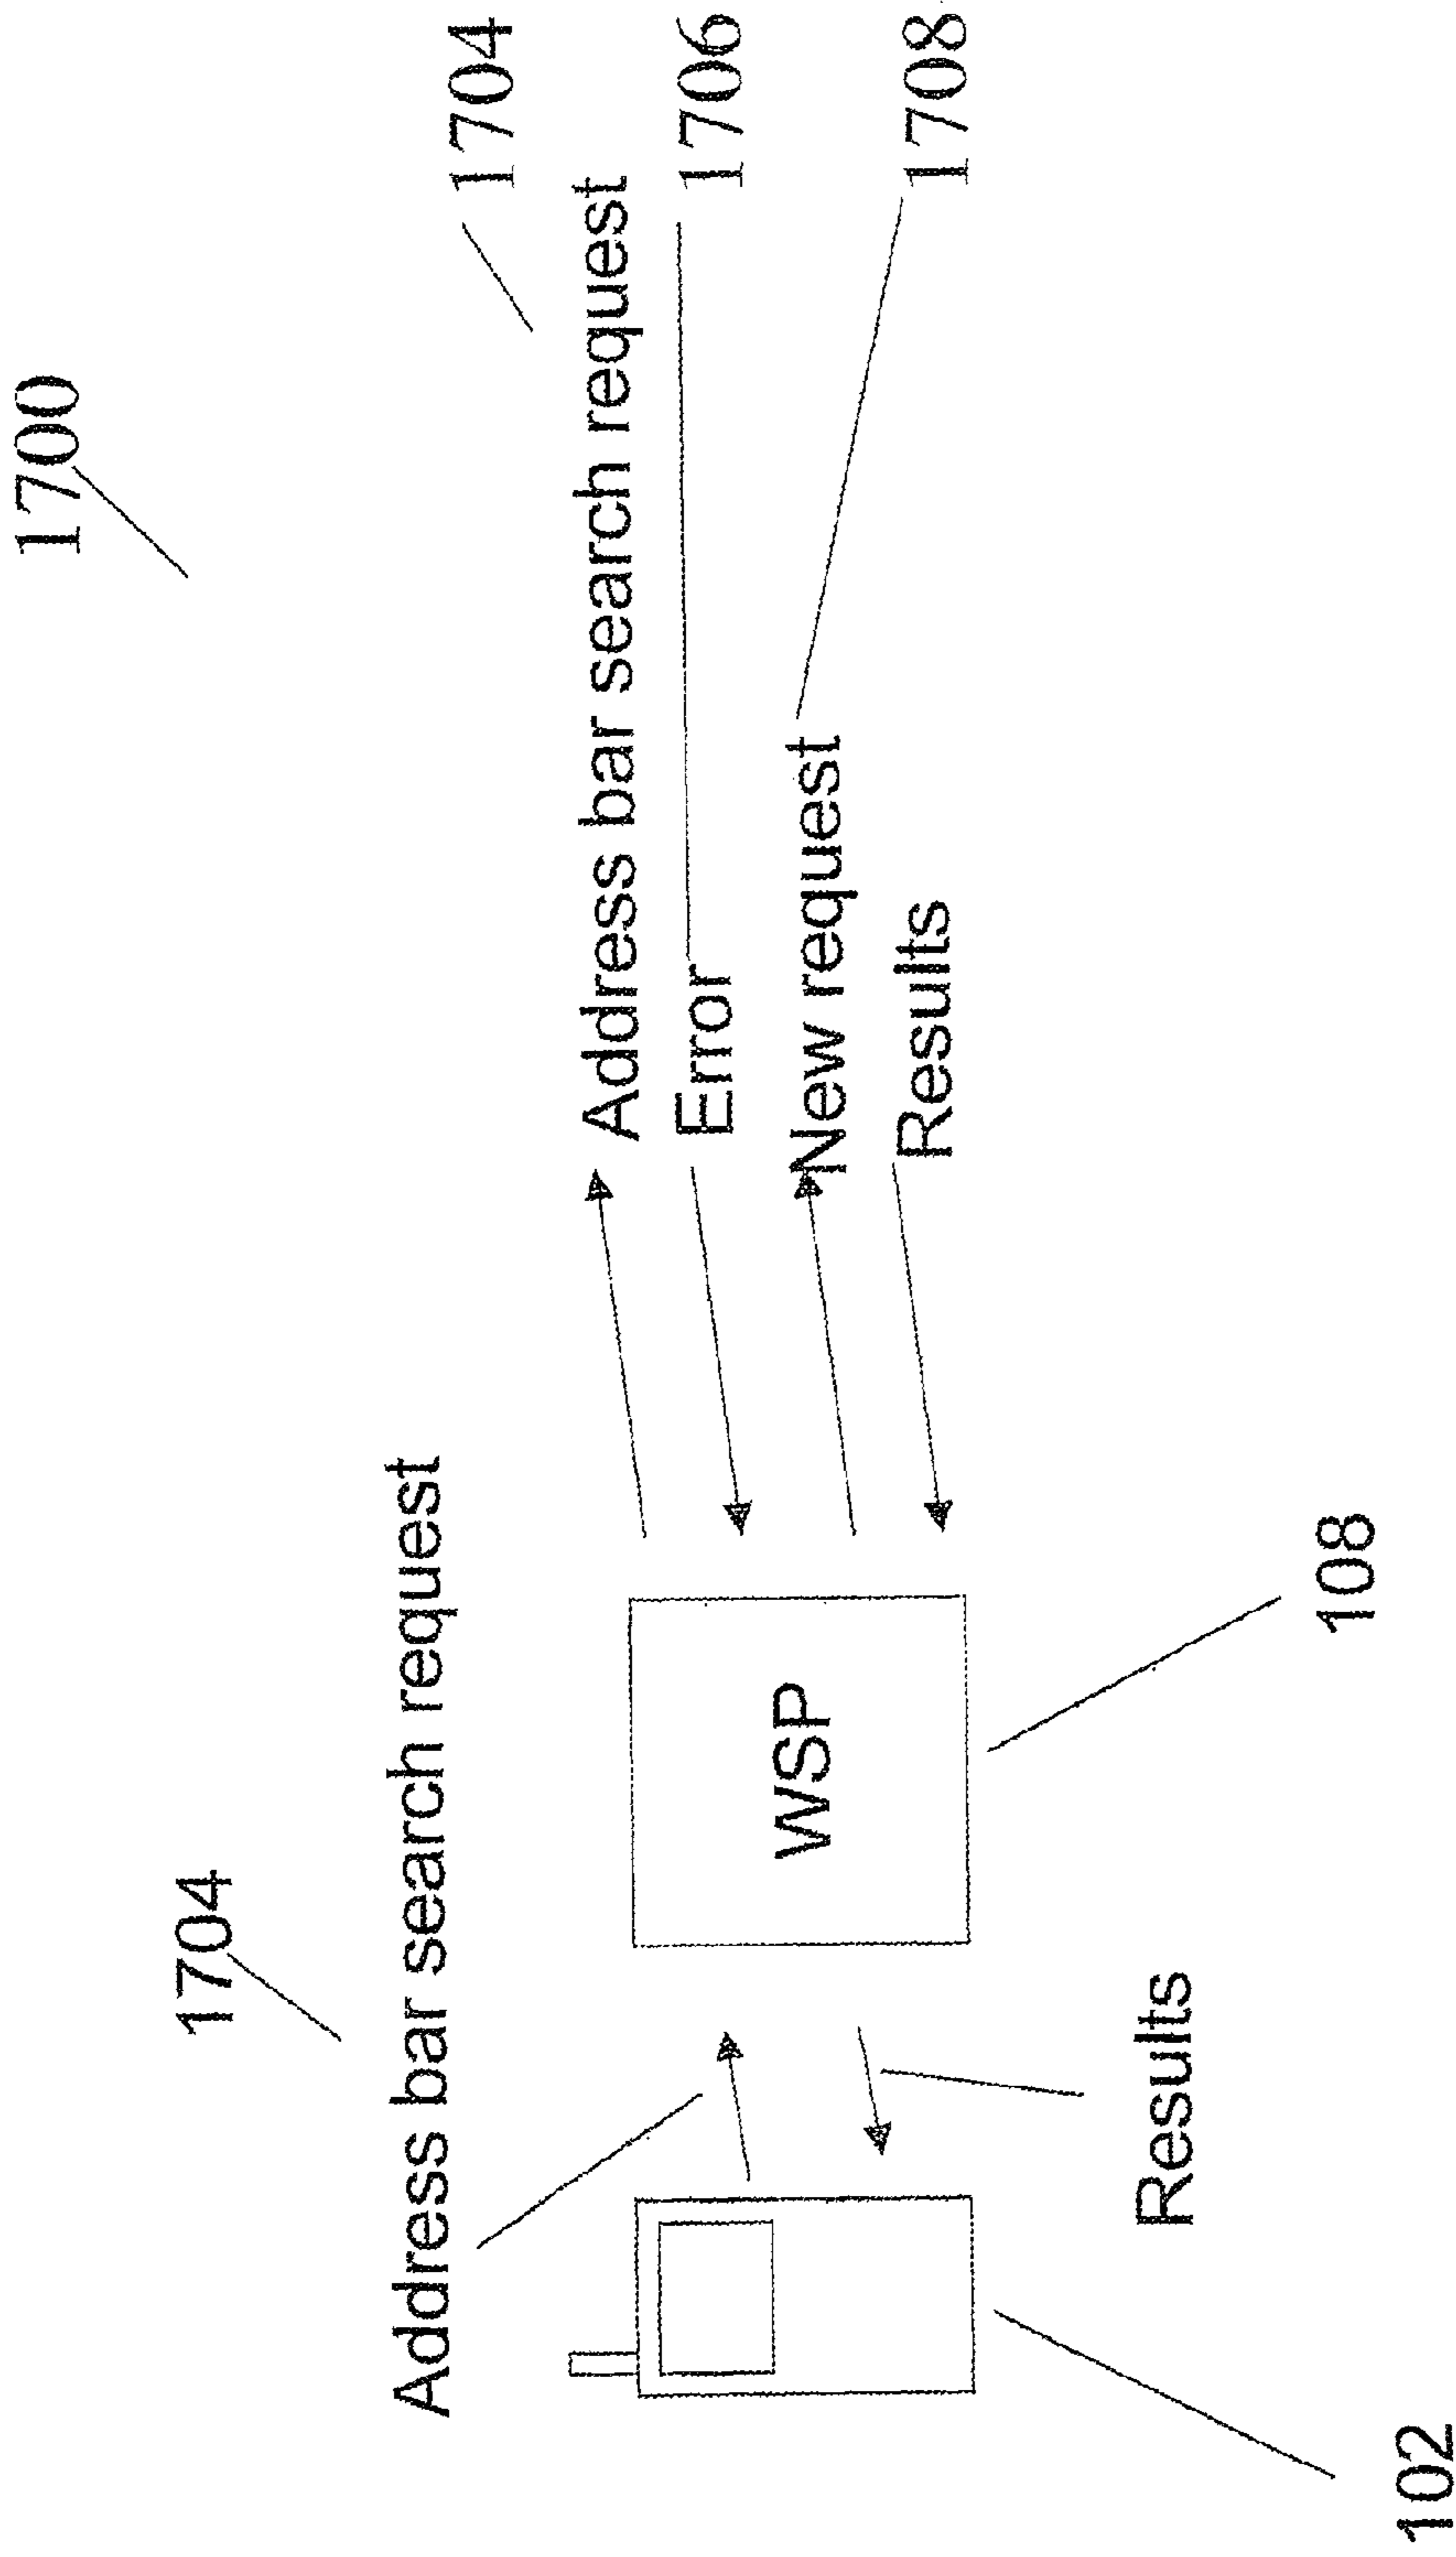 1700
1704
Address bar search request
1704
Address bar search request
1706
Error
WSP
New request
1708
Results
Results
108
102